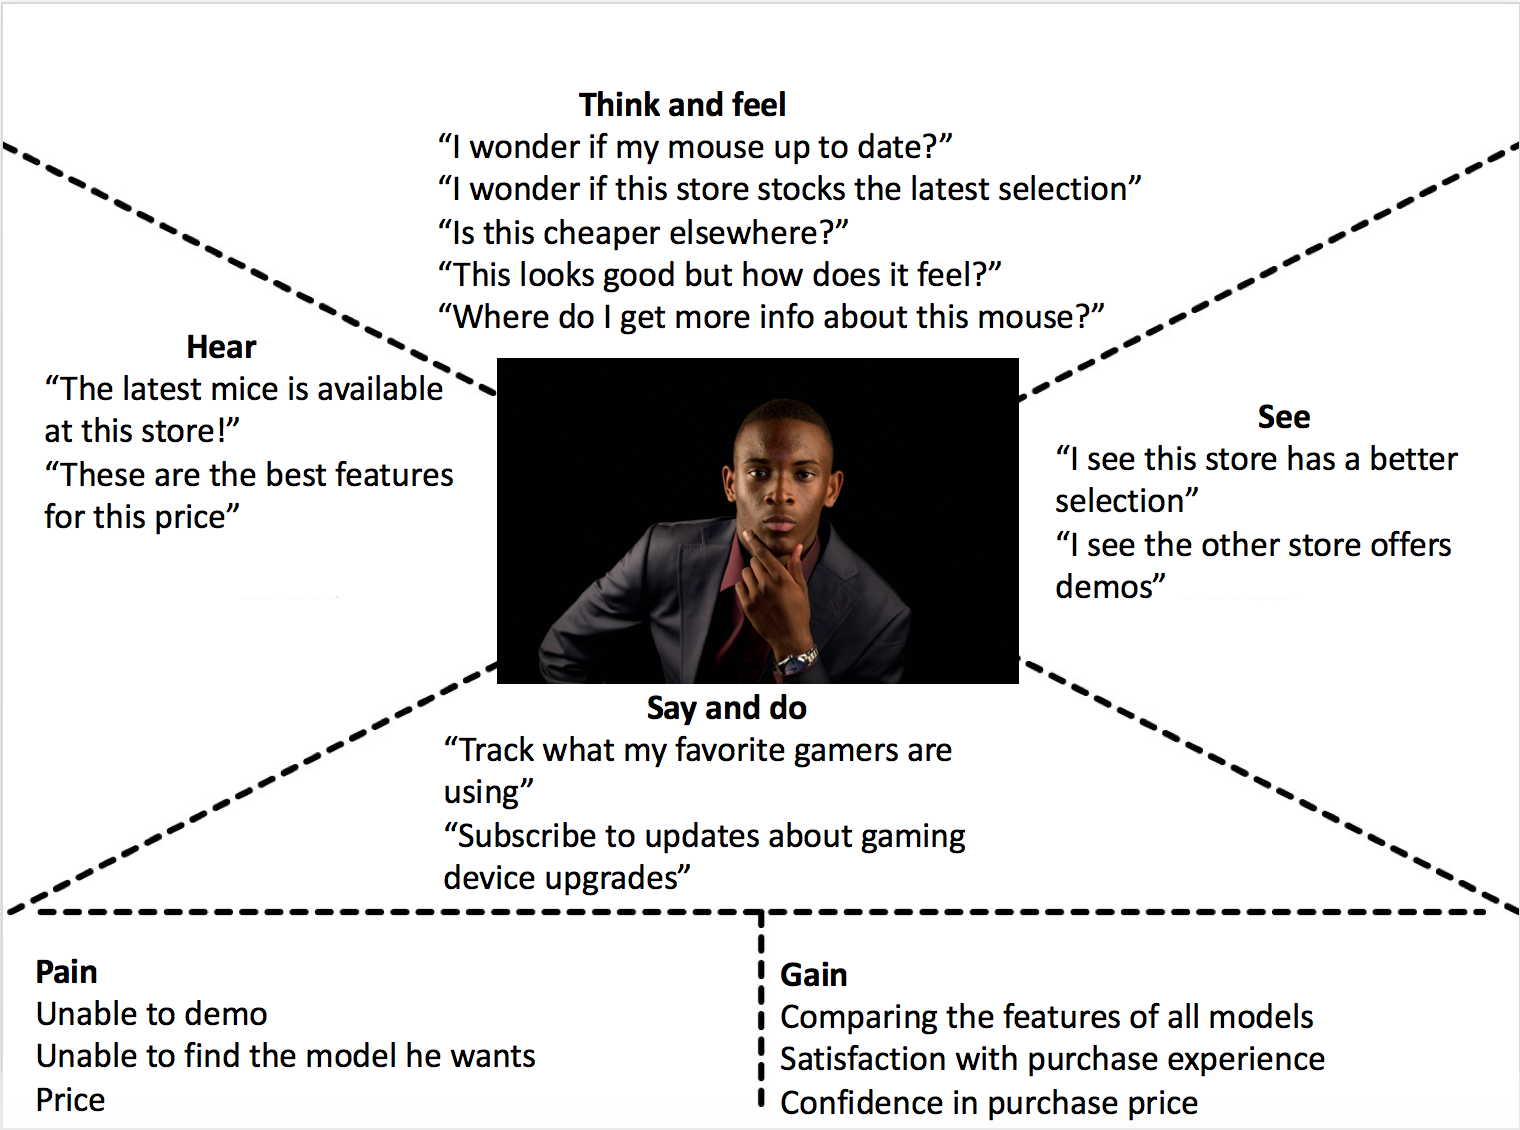 Think and feel
“I wonder if my mouse up to date?”
“I wonder if this store stocks the latest selection”
“Is this cheaper elsewhere?”
“This looks good but how does it feel?”
“Where do I get more info about this mouse?”
Hear
“The latest mice is available
at this store!”
“These are the best features
for this price”
See
“I see this store has a better
selection”
“I see the other store offers
demos”
Say and do
“Track what my favorite gamers are
using”
“Subscribe to updates about gaming
device upgrades”
Pain
Unable to demo
Unable to find the model he wants
Price
Gain
Comparing the features of all models
Satisfaction with purchase experience
Confidence in purchase price